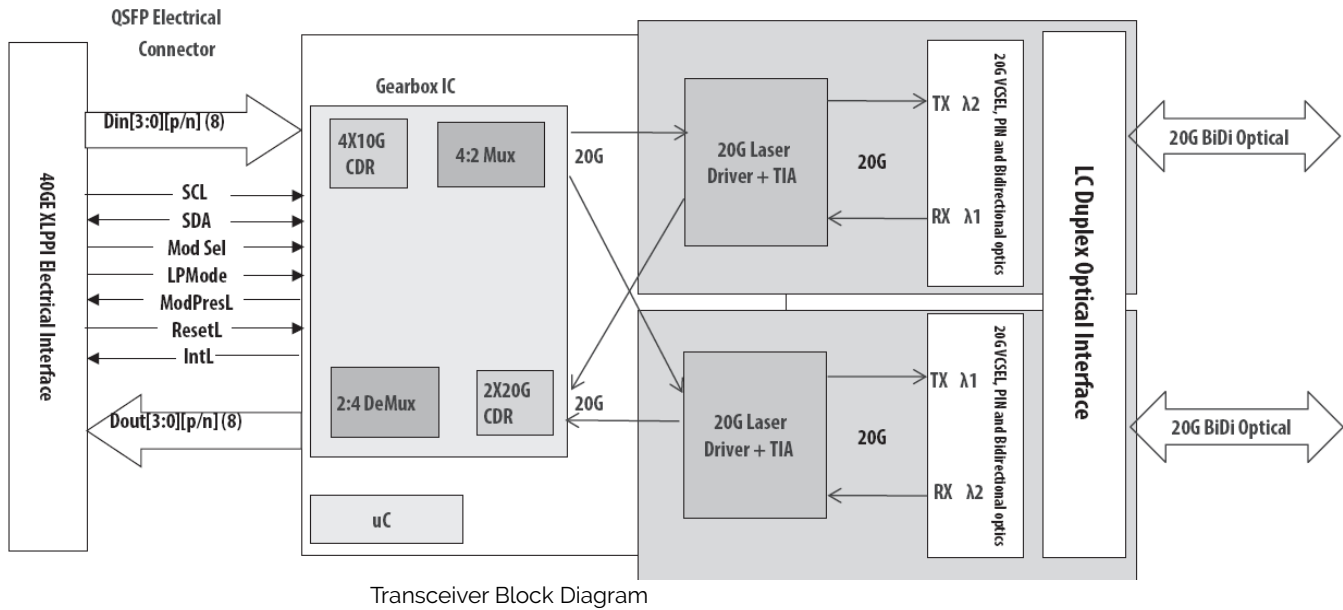 QSFP Electrical
Connector
40GE XLPPI Electrical Interface
Din[3:0][p/n] (8)
SCL
SDA
Mod Sel
LPMode
ModPresL
ResetL
IntL
Dout[3:0][p/n] (8)
Gearbox IC
4X10G
CDR
4:2 Mux
2:4 DeMux
2X20G
CDR
uC
20G
20G
20G Laser
Driver + TIA
20G
TX λ2
RX λ1
20G VCSEL, PIN and Bidirectional optics
20G Laser
Driver + TIA
20G
TX λ1
RX λ2
20G VCSEL, PIN and Bidirectional optics
LC Duplex Optical Interface
20G BiDi Optical
20G BiDi Optical
Transceiver Block Diagram